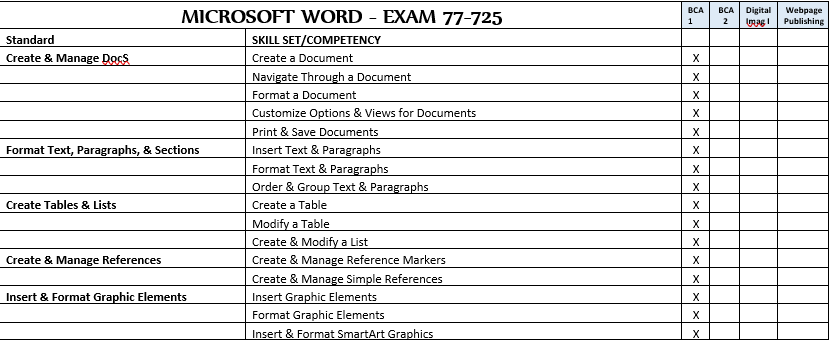 MICROSOFT WORD - EXAM 77-725 BCA 1 BCA 2 Digital Imag I Webpage Publishing
Standard SKILL SET/COMPETENCY
Create & Manage DocS Create a Document X
Navigate Through a Document X
Format a Document X
Customize Options & Views for Documents X
Print & Save Documents X
Format Text, Paragraphs, & Sections Insert Text & Paragraphs X
Format Text & Paragraphs X
Order & Group Text & Paragraphs X
Create Tables & Lists Create a Table X
Modify a Table X
Create & Modify a List X
Create & Manage References Create & Manage Reference Markers X
Create & Manage Simple References X
Insert & Format Graphic Elements Insert Graphic Elements X
Format Graphic Elements X
Insert & Format SmartArt Graphics X